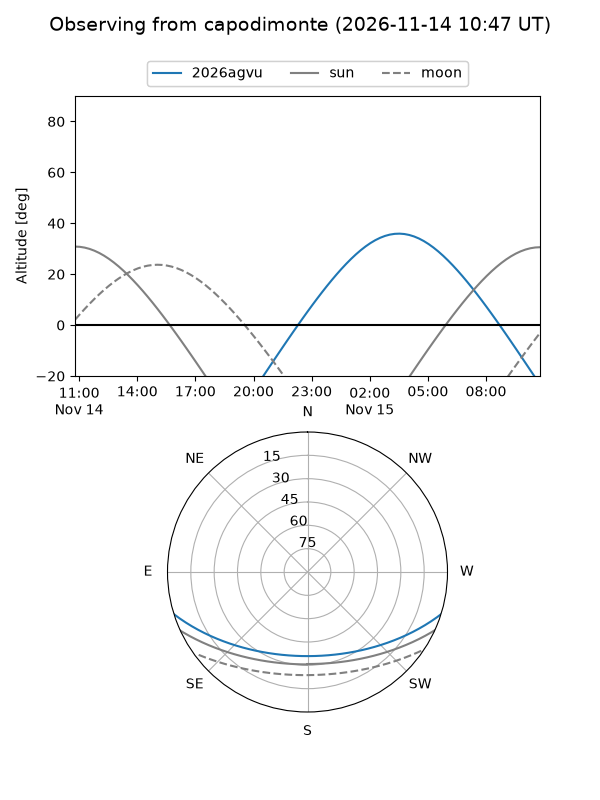 Observing from capodimonte (2026-11-14 10:47 UT)
2026agvu sun moon
Altitude [deg]
80
60
40
20
0
−20
11:00 14:00 17:00 20:00 23:00 02:00 05:00 08:00
Nov 14 Nov 15
N
NE NW
15
30
45
60
75
E W
SE SW
S